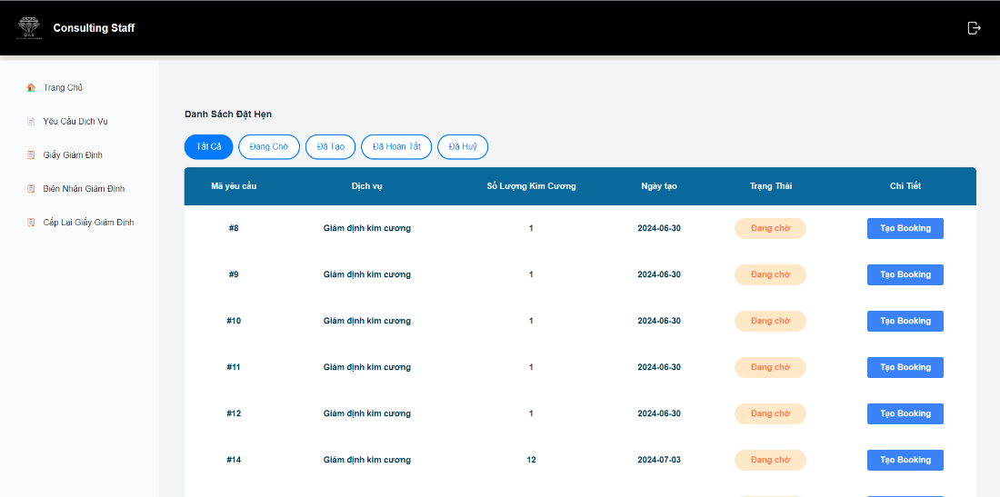 Consulting Staff
DAS
Trang Chủ
Yêu Cầu Dịch Vụ
Giấy Giám Định
Biên Nhận Giám Định
Cấp Lại Giấy Giám Định
Danh Sách Đặt Hẹn
Tất Cả Đang Chờ Đã Tạo Đã Hoàn Tất Đã Huỷ
Mã yêu cầu Dịch vụ Số Lượng Kim Cương Ngày tạo Trạng Thái Chi Tiết
#8 Giám định kim cương 1 2024-06-30 Đang chờ Tạo Booking
#9 Giám định kim cương 1 2024-06-30 Đang chờ Tạo Booking
#10 Giám định kim cương 1 2024-06-30 Đang chờ Tạo Booking
#11 Giám định kim cương 1 2024-06-30 Đang chờ Tạo Booking
#12 Giám định kim cương 1 2024-06-30 Đang chờ Tạo Booking
#14 Giám định kim cương 12 2024-07-03 Đang chờ Tạo Booking